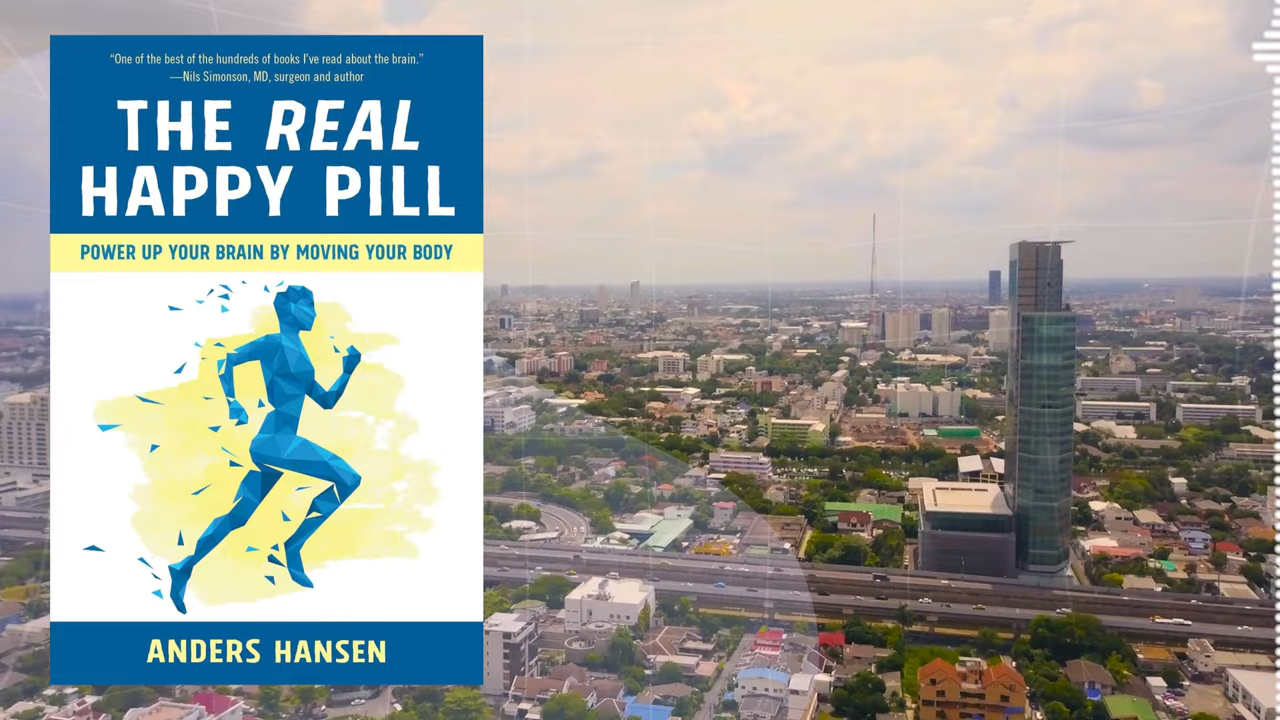 “One of the best of the hundreds of books I’ve read about the brain.”
—Nils Simonson, MD, surgeon and author
THE REAL
HAPPY PILL
POWER UP YOUR BRAIN BY MOVING YOUR BODY
ANDERS HANSEN